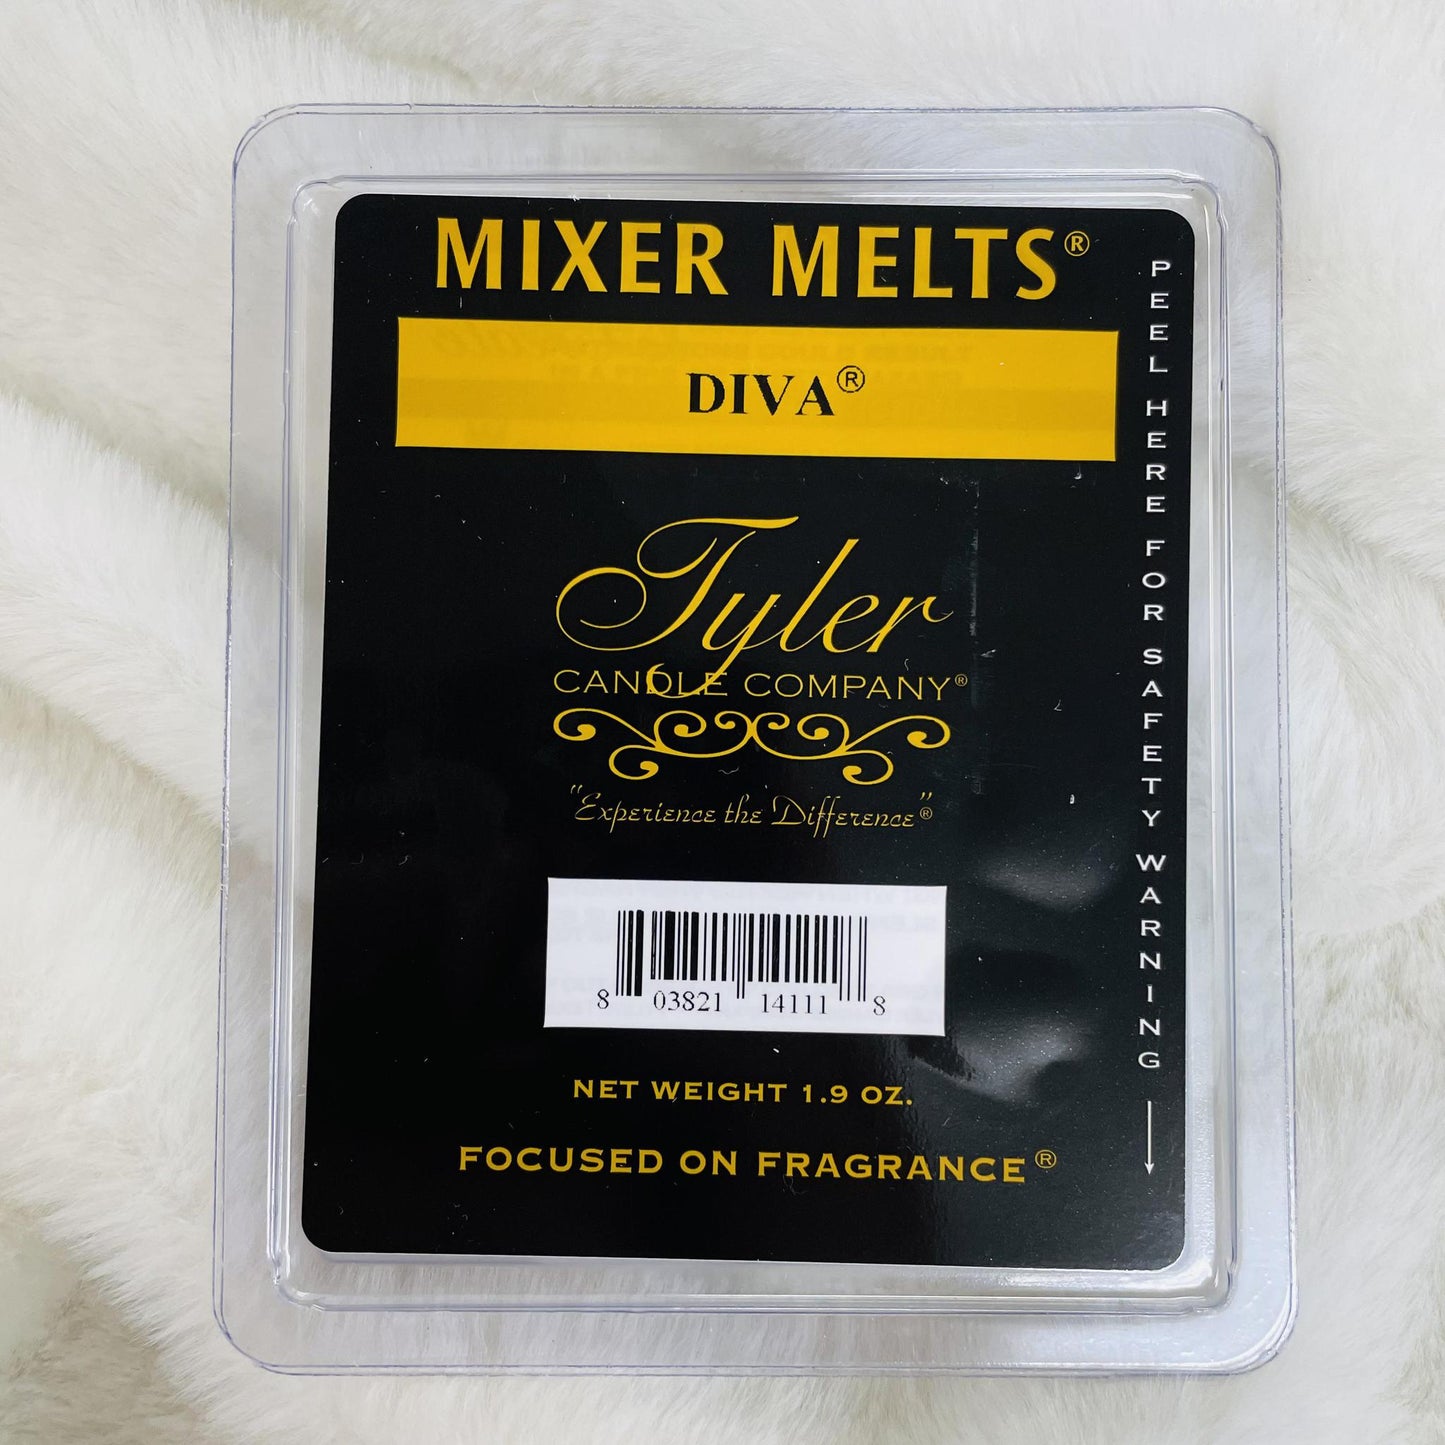 MIXER MELTS®
DIVA®
Tyler
CANDLE COMPANY®
"Experience the Difference"®
8 03821 14111 8
NET WEIGHT 1.9 OZ.
FOCUSED ON FRAGRANCE®
PEEL HERE FOR SAFETY WARNING